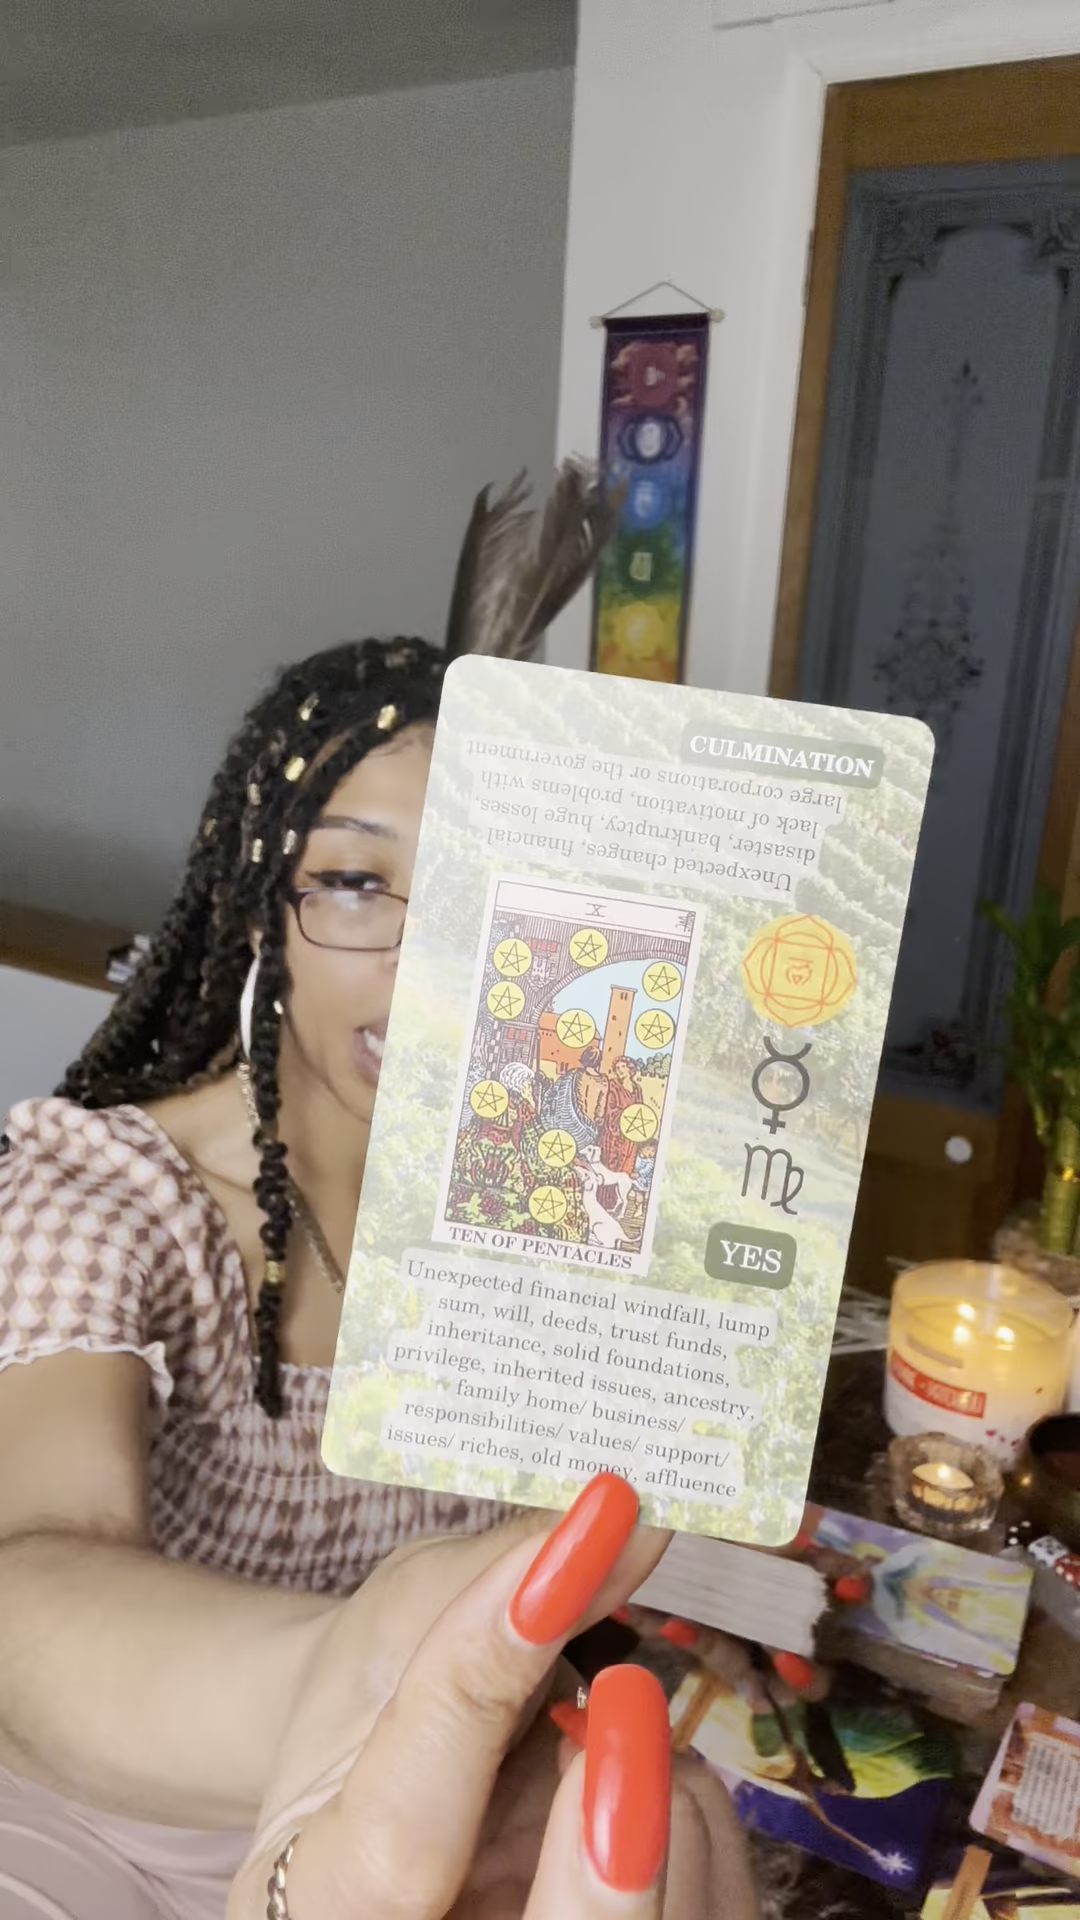 CULMINATION
Unexpected changes, financial
disaster, bankruptcy, huge losses,
lack of motivation, problems with
large corporations or the government
X
TEN OF PENTACLES
YES
Unexpected financial windfall, lump
sum, will, deeds, trust funds,
inheritance, solid foundations,
privilege, inherited issues, ancestry,
family home/ business/
responsibilities/ values/ support/
issues/ riches, old money, affluence